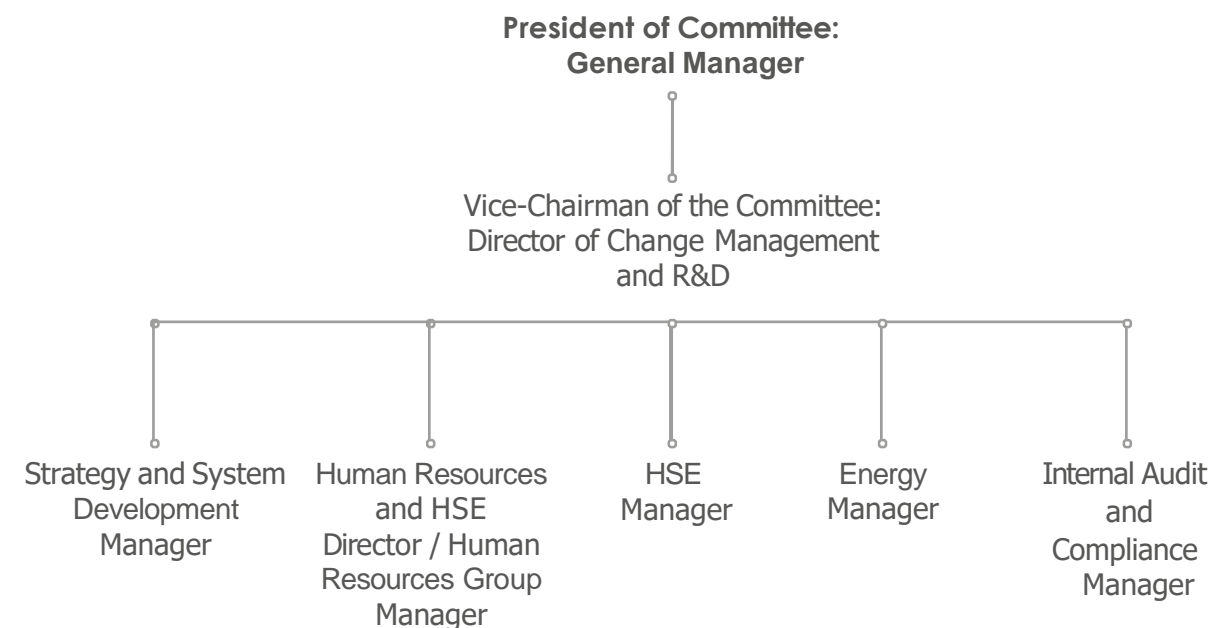 President of Committee:
General Manager
Vice-Chairman of the Committee:
Director of Change Management
and R&D
Strategy and System
Development
Manager
Human Resources
and HSE
Director / Human
Resources Group
Manager
HSE
Manager
Energy
Manager
Internal Audit
and
Compliance
Manager